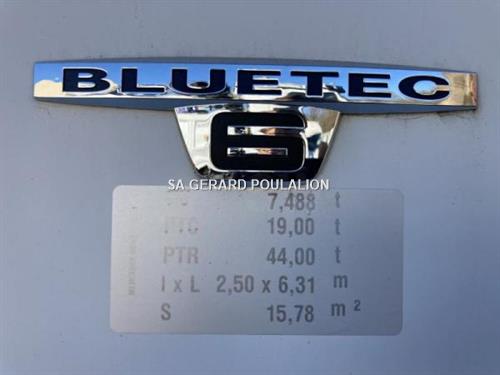 BLUETEC
6
SA GERARD POULALION
7,488 t
PTC 19,00 t
PTR 44,00 t
l x L 2,50 x 6,31 m
S 15,78 m²